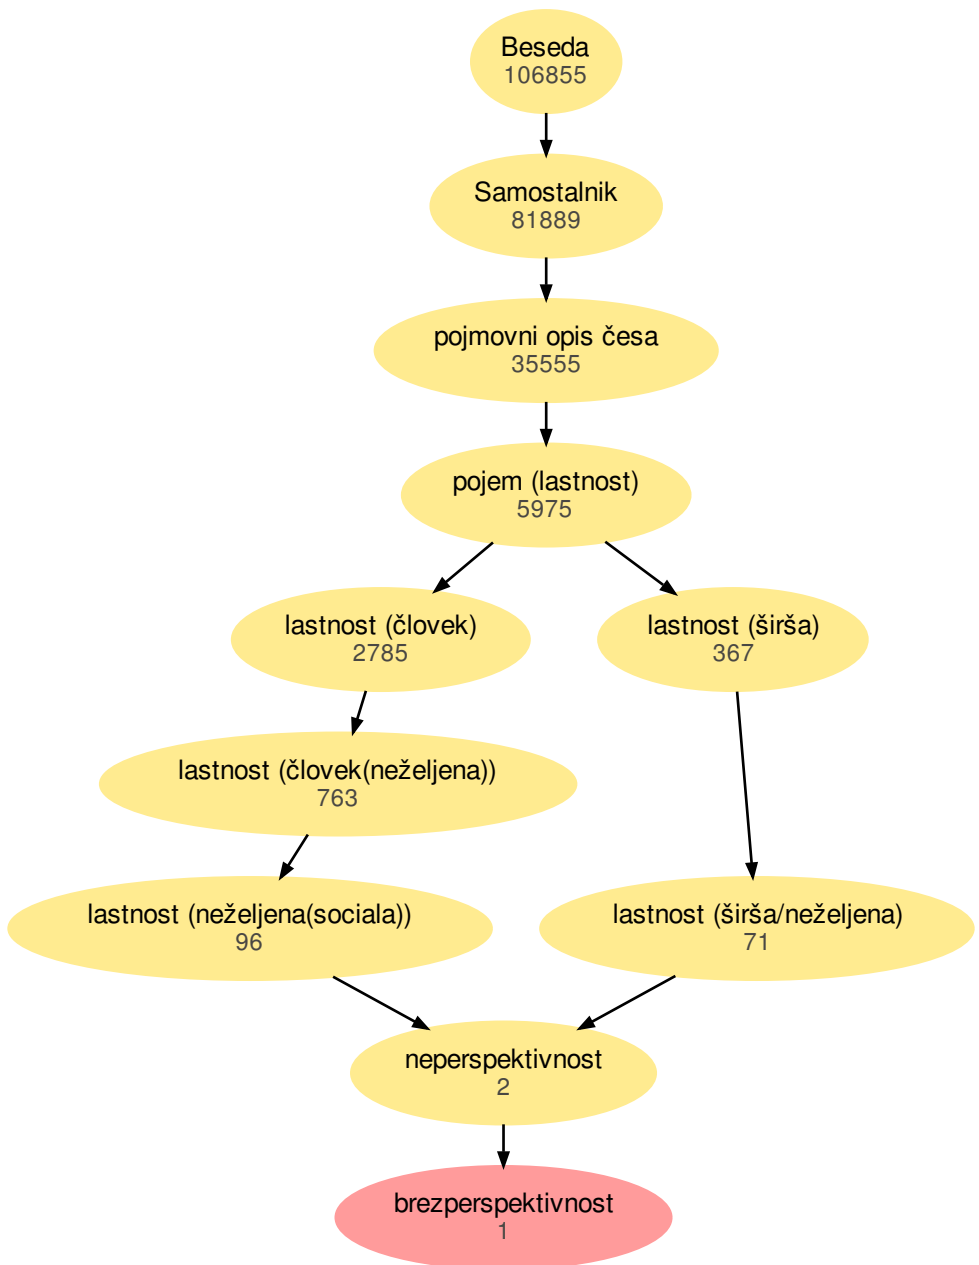 Beseda
106855
Samostalnik
81889
pojmovni opis česa
35555
pojem (lastnost)
5975
lastnost (človek)
2785
lastnost (širša)
367
lastnost (človek(neželjena))
763
lastnost (neželjena(sociala))
96
lastnost (širša/neželjena)
71
neperspektivnost
2
brezperspektivnost
1